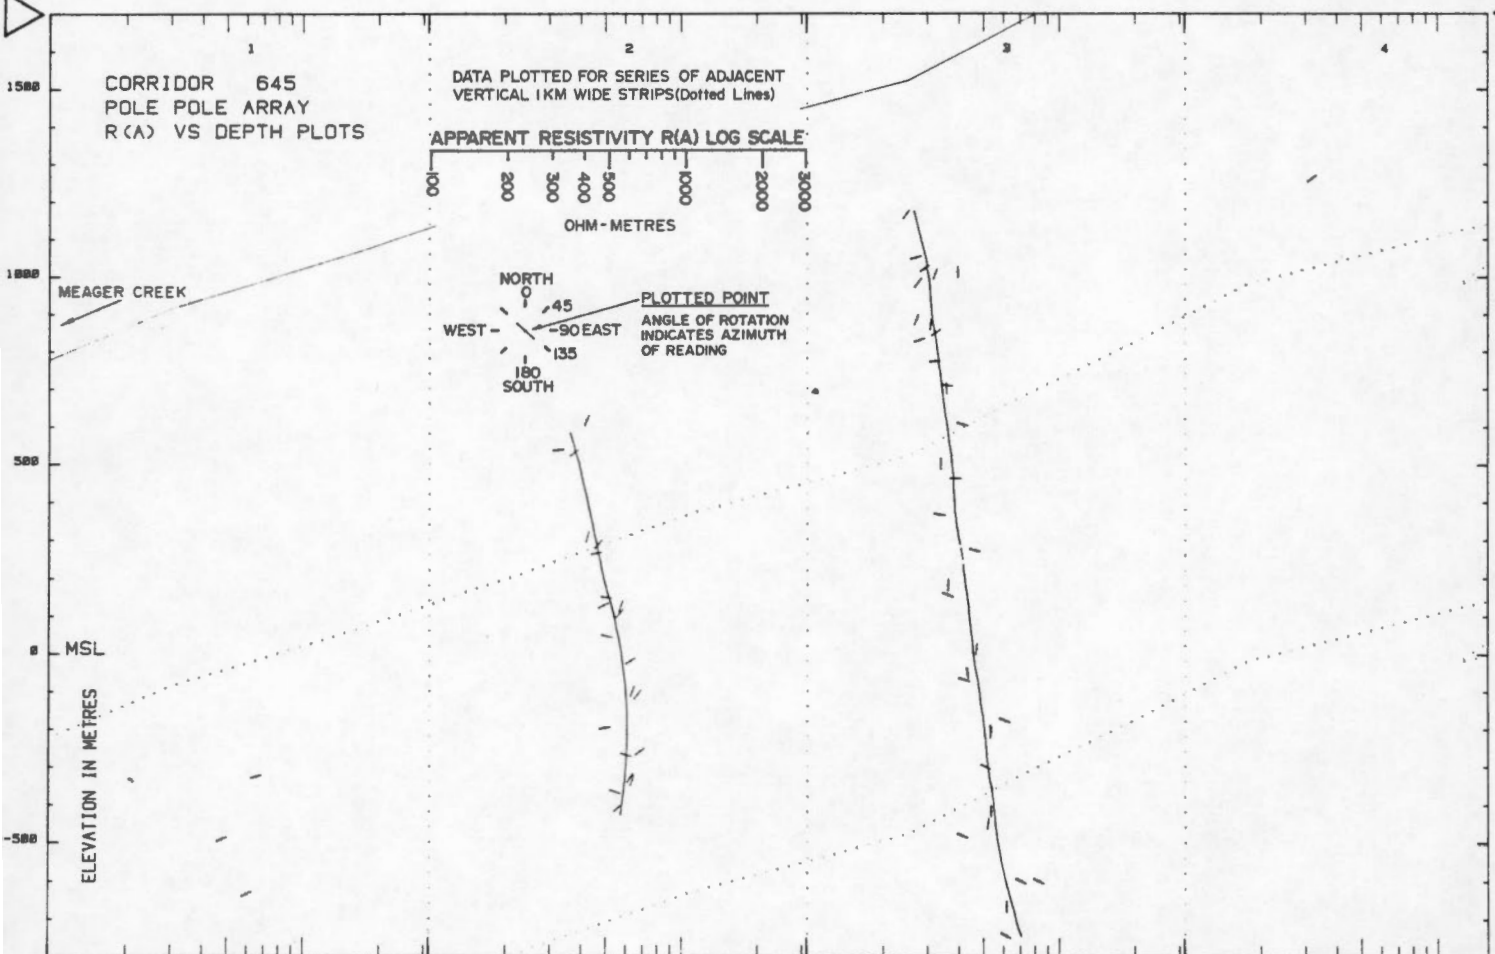 1 2 3 4
CORRIDOR 645
POLE POLE ARRAY
R(A) VS DEPTH PLOTS
DATA PLOTTED FOR SERIES OF ADJACENT
VERTICAL 1KM WIDE STRIPS(Dotted Lines)
APPARENT RESISTIVITY R(A) LOG SCALE
100 200 300 400 500 1000 2000 3000
OHM-METRES
1500
1000
500
0 MSL
-500
ELEVATION IN METRES
MEAGER CREEK
NORTH
0
45
WEST 90 EAST
135
180
SOUTH
PLOTTED POINT
ANGLE OF ROTATION
INDICATES AZIMUTH
OF READING